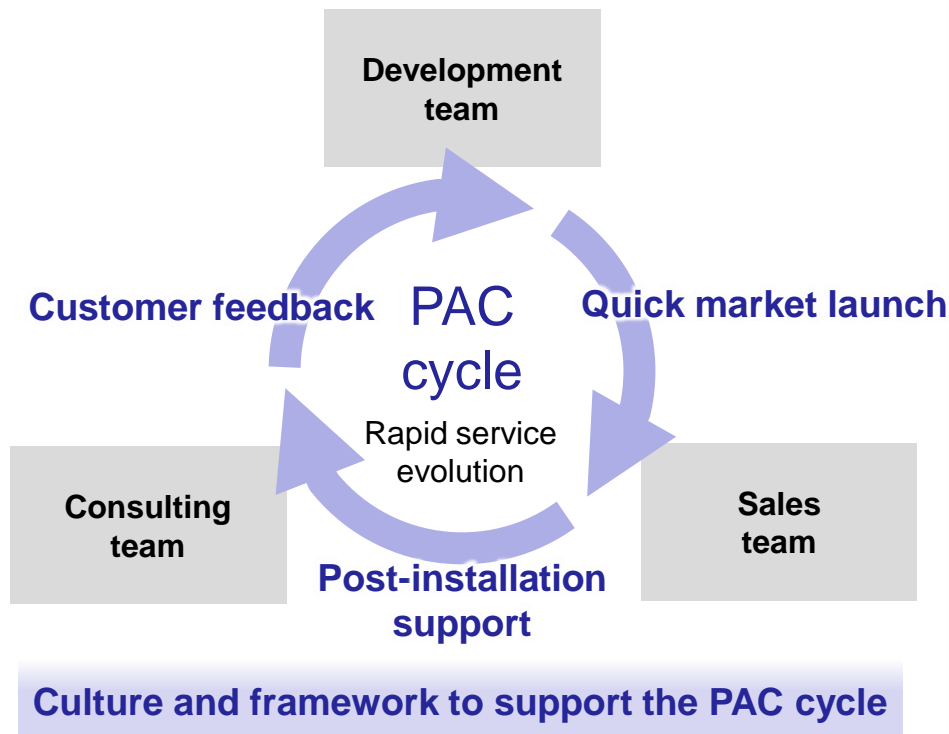 Development
team
Customer feedback
PAC
cycle
Quick market launch
Rapid service
evolution
Consulting
team
Sales
team
Post-installation
support
Culture and framework to support the PAC cycle